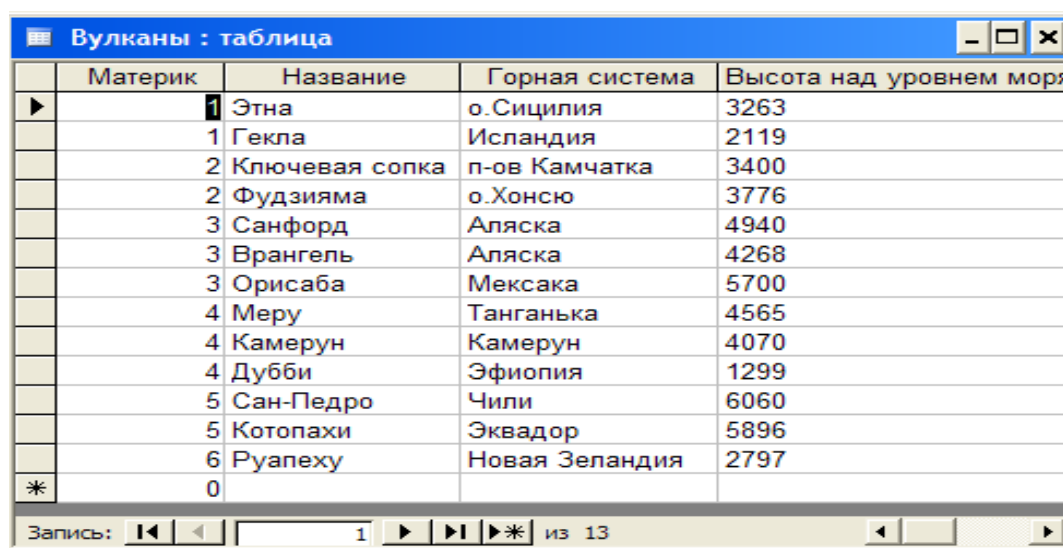 Вулканы : таблица
Материк Название Горная система Высота над уровнем моря
1 Этна о.Сицилия 3263
1 Гекла Исландия 2119
2 Ключевая сопка п-ов Камчатка 3400
2 Фудзияма о.Хонсю 3776
3 Санфорд Аляска 4940
3 Врангель Аляска 4268
3 Орисаба Мексака 5700
4 Меру Танганька 4565
4 Камерун Камерун 4070
4 Дубби Эфиопия 1299
5 Сан-Педро Чили 6060
5 Котопахи Эквадор 5896
6 Руапеху Новая Зеландия 2797
0
Запись: 1 из 13